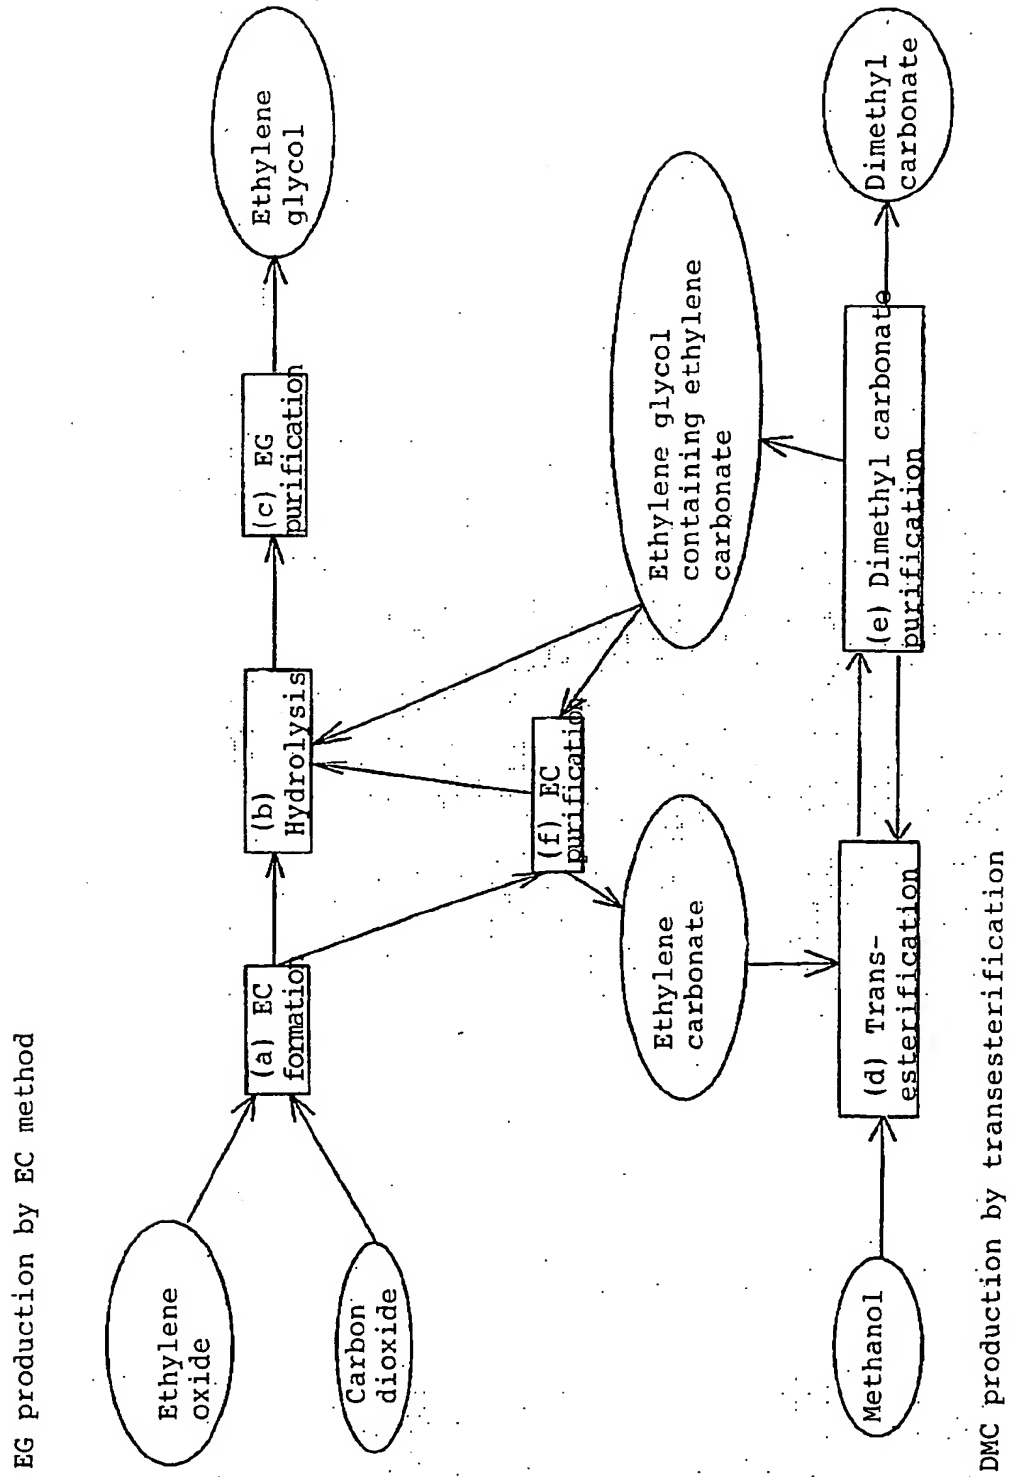 EG production by EC method
Ethylene
oxide
Carbon
dioxide
(a) EC
formation
(b)
Hydrolysis
(c) EG
purification
Ethylene
glycol
(f) EC
purification
Ethylene
carbonate
Ethylene glycol
containing ethylene
carbonate
Methanol
(d) Trans-
esterification
(e) Dimethyl carbonate
purification
Dimethyl
carbonate
DMC production by transesterification